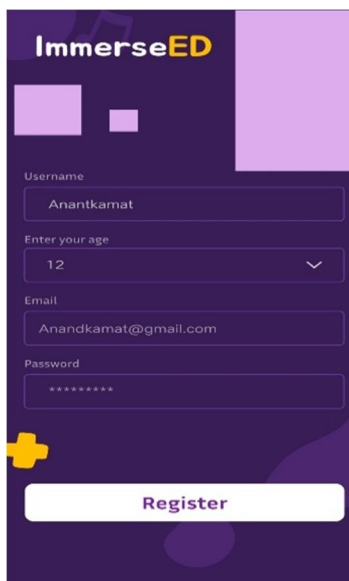 ImmerseED
Username
Anantkamat
Enter your age
12
Email
Anandkamat@gmail.com
Password
*********
Register